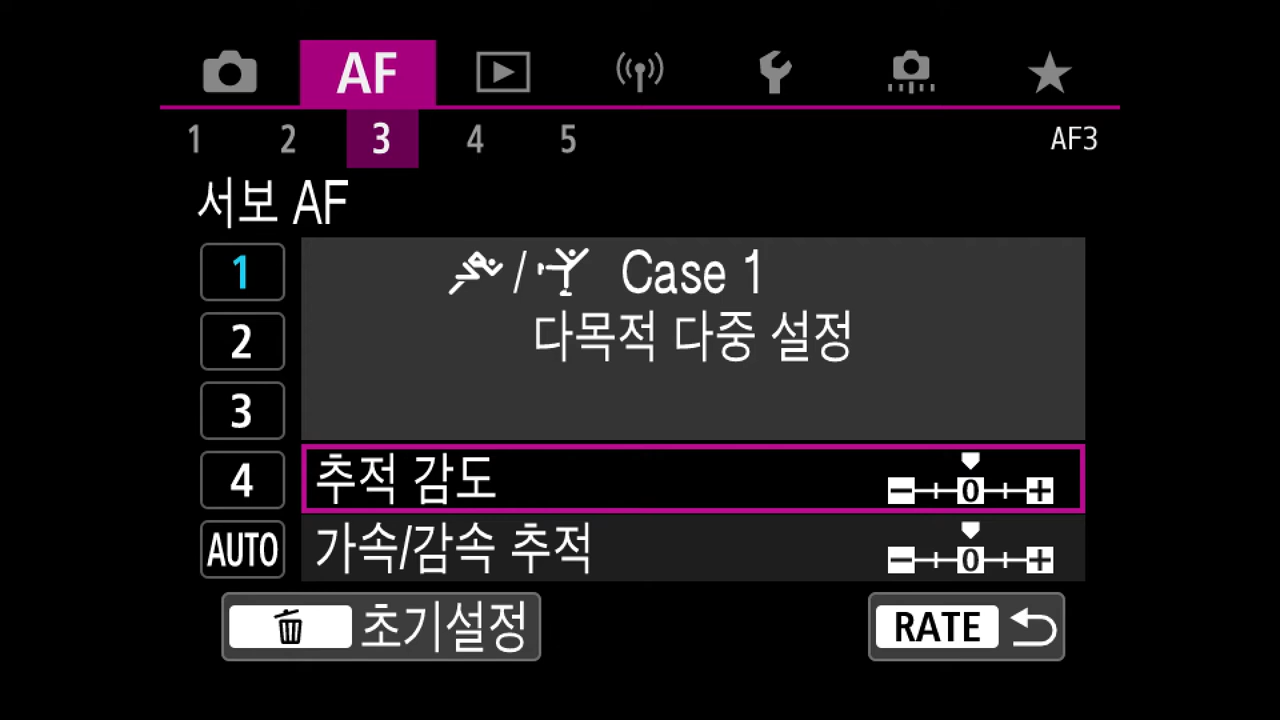 AF
1 2 3 4 5 AF3
서보 AF
1
/ Case 1
다목적 다중 설정
2
3
4
추적 감도 − 0 +
AUTO
가속/감속 추적 − 0 +
초기설정 RATE